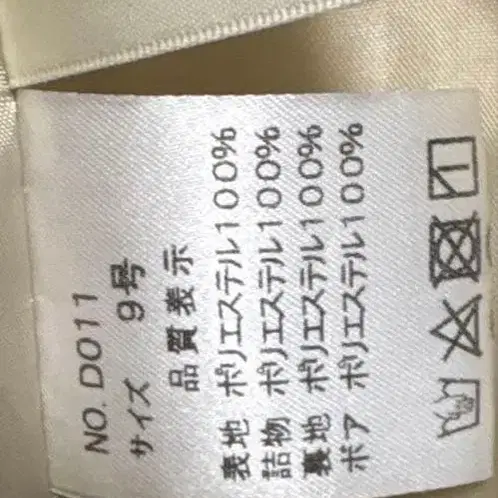 NO. D011
サイズ 9号
品質表示
表地 ポリエステル100%
詰物 ポリエステル100%
裏地 ポリエステル100%
ボア ポリエステル100%